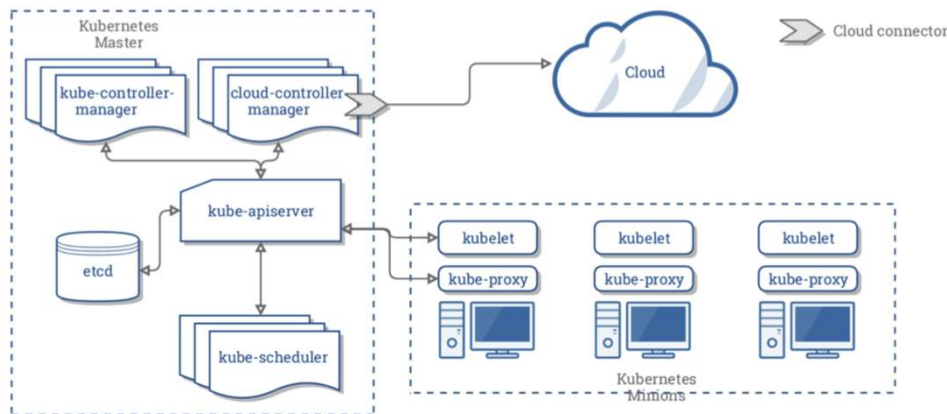 Kubernetes
Master
kube-controller-
manager
cloud-controller
manager
Cloud
Cloud connector
kube-apiserver
etcd
kube-scheduler
kubelet
kubelet
kubelet
kube-proxy
kube-proxy
kube-proxy
Kubernetes
Minions